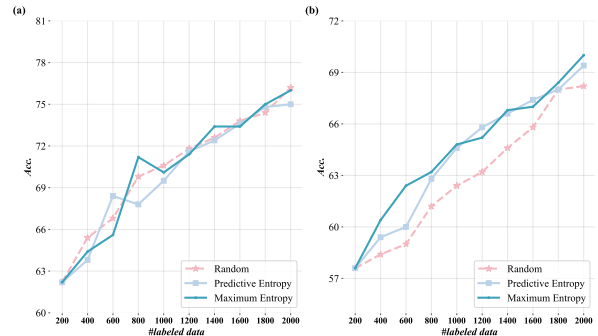 (a)
81
78
75
72
69
66
63
60
Acc.
200 400 600 800 1000 1200 1400 1600 1800 2000
#labeled data
Random
Predictive Entropy
Maximum Entropy
(b)
72
69
66
63
60
57
Acc.
200 400 600 800 1000 1200 1400 1600 1800 2000
#labeled data
Random
Predictive Entropy
Maximum Entropy